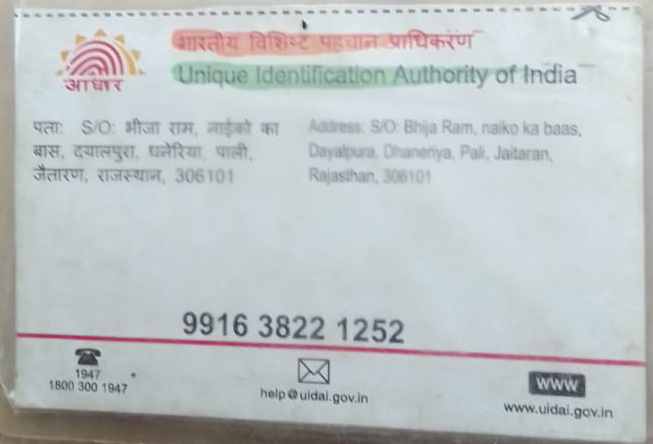 भारतीय विशिष्ट पहचान प्राधिकरण
Unique Identification Authority of India
आधार
पता: S/O: भीजा राम, नाईको का
बास, दयालपुरा, धनेरिया, पाली,
जैतारण, राजस्थान, 306101
Address: S/O: Bhija Ram, naiko ka baas,
Dayalpura, Dhaneriya, Pali, Jaitaran,
Rajasthan, 306101
9916 3822 1252
1947
1800 300 1947
help@uidai.gov.in
WWW
www.uidai.gov.in